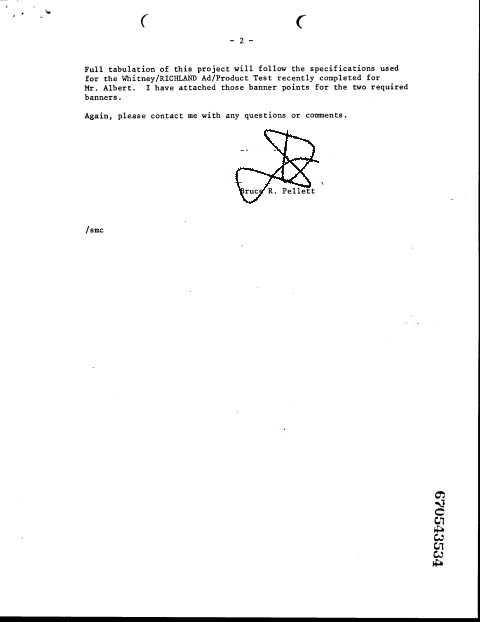 - 2 -
Full tabulation of this project will follow the specifications used
for the Whitney/RICHLAND Ad/Product Test recently completed for
Mr. Albert. I have attached those banner points for the two required
banners.
Again, please contact me with any questions or comments.
Bruce R. Pellett
/smc
670543534